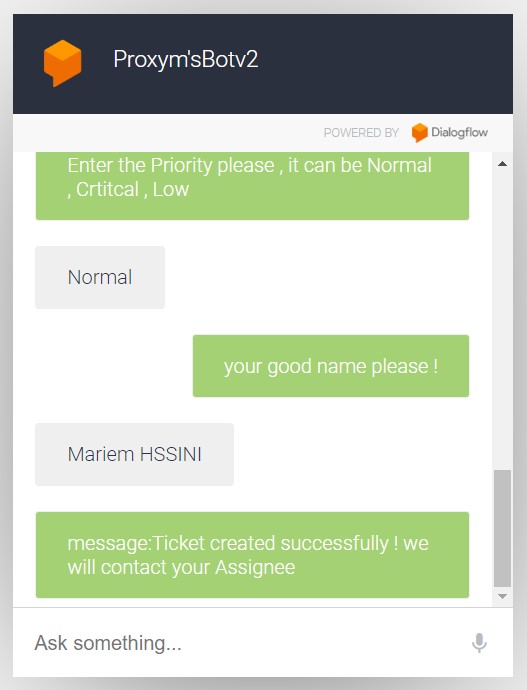 Proxym'sBotv2
POWERED BY Dialogflow
Enter the Priority please , it can be Normal
, Crtitcal , Low
Normal
your good name please !
Mariem HSSINI
message:Ticket created successfully ! we
will contact your Assignee
Ask something...